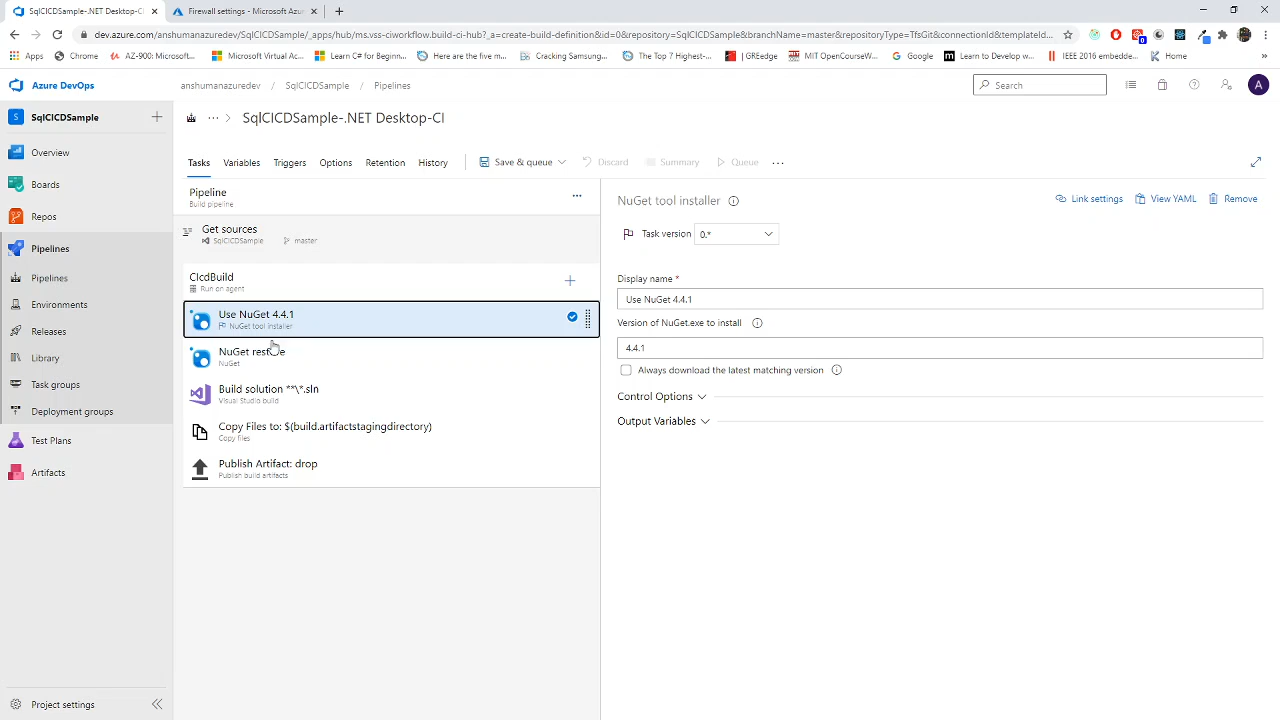 SqlCICDSample-.NET Desktop-CI
Firewall settings - Microsoft Azur
dev.azure.com/anshumanazuredev/SqlCICDSample/_apps/hub/ms.vss-ciworkflow.build-ci-hub?_a=create-build-definition&id=0&repository=SqlCICDSample&branchName=master&repositoryType=TfsGit&connectionId&templateId...
Apps
Chrome
AZ-900: Microsoft...
Microsoft Virtual Ac...
Learn C# for Beginn...
Here are the five m...
Cracking Samsung...
The Top 7 Highest-...
GREedge
MIT OpenCourseW...
Google
Learn to Develop w...
IEEE 2016 embedde...
Home
»
Azure DevOps
anshumanazuredev / SqlCICDSample / Pipelines
Search
A
S SqlCICDSample
Overview
Boards
Repos
Pipelines
Pipelines
Environments
Releases
Library
Task groups
Deployment groups
Test Plans
Artifacts
Project settings
... > SqlCICDSample-.NET Desktop-CI
Tasks
Variables
Triggers
Options
Retention
History
Save & queue
Discard
Summary
Queue
...
Pipeline
Build pipeline
...
Get sources
SqlCICDSample
master
CIcdBuild
Run on agent
Use NuGet 4.4.1
NuGet tool installer
NuGet restore
NuGet
Build solution **\*.sln
Visual Studio build
Copy Files to: $(build.artifactstagingdirectory)
Copy files
Publish Artifact: drop
Publish build artifacts
NuGet tool installer
Link settings
View YAML
Remove
Task version
0.*
Display name *
Use NuGet 4.4.1
Version of NuGet.exe to install
4.4.1
Always download the latest matching version
Control Options
Output Variables